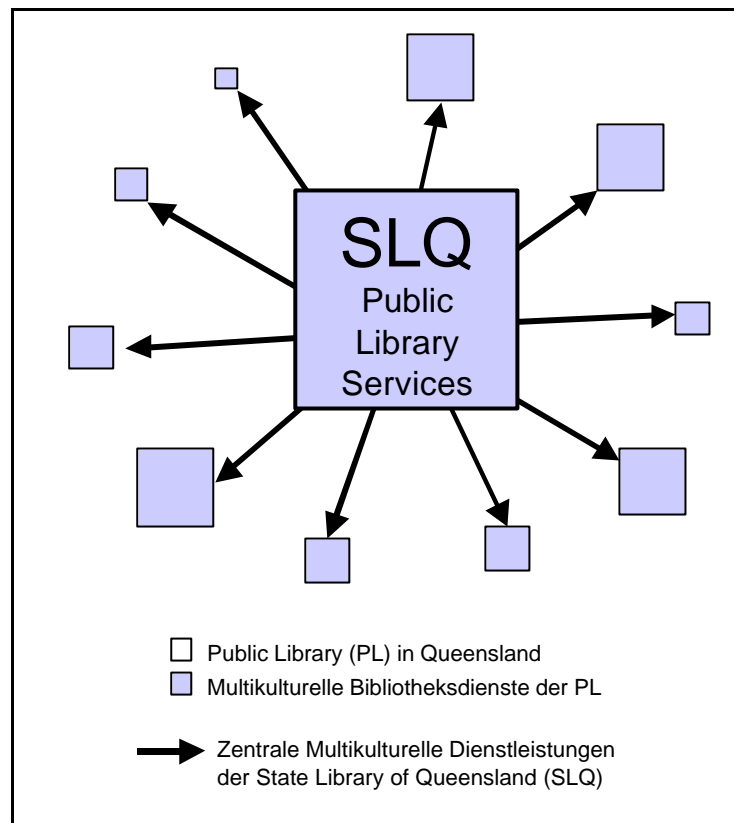 SLQ
Public
Library
Services
Public Library (PL) in Queensland
Multikulturelle Bibliotheksdienste der PL
Zentrale Multikulturelle Dienstleistungen
der State Library of Queensland (SLQ)